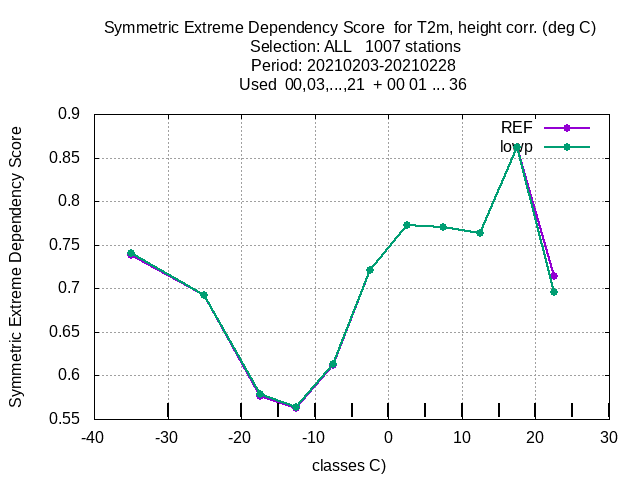 Symmetric Extreme Dependency Score  for T2m, height corr. (deg C)
Selection: ALL   1007 stations
Period: 20210203-20210228
Used  00,03,...,21  + 00 01 ... 36
REF
lowp
Symmetric Extreme Dependency Score
0.9
0.85
0.8
0.75
0.7
0.65
0.6
0.55
-40 -30 -20 -10 0 10 20 30
classes C)